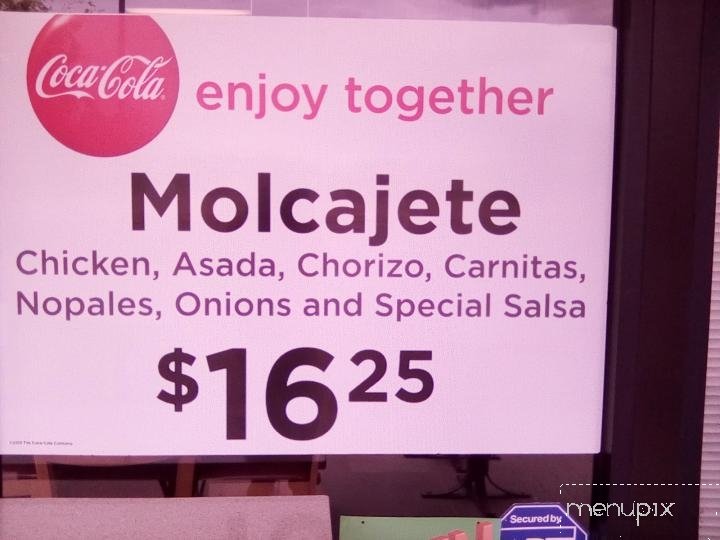 Coca-Cola
enjoy together
Molcajete
Chicken, Asada, Chorizo, Carnitas,
Nopales, Onions and Special Salsa
$16 25
Secured by
menupix